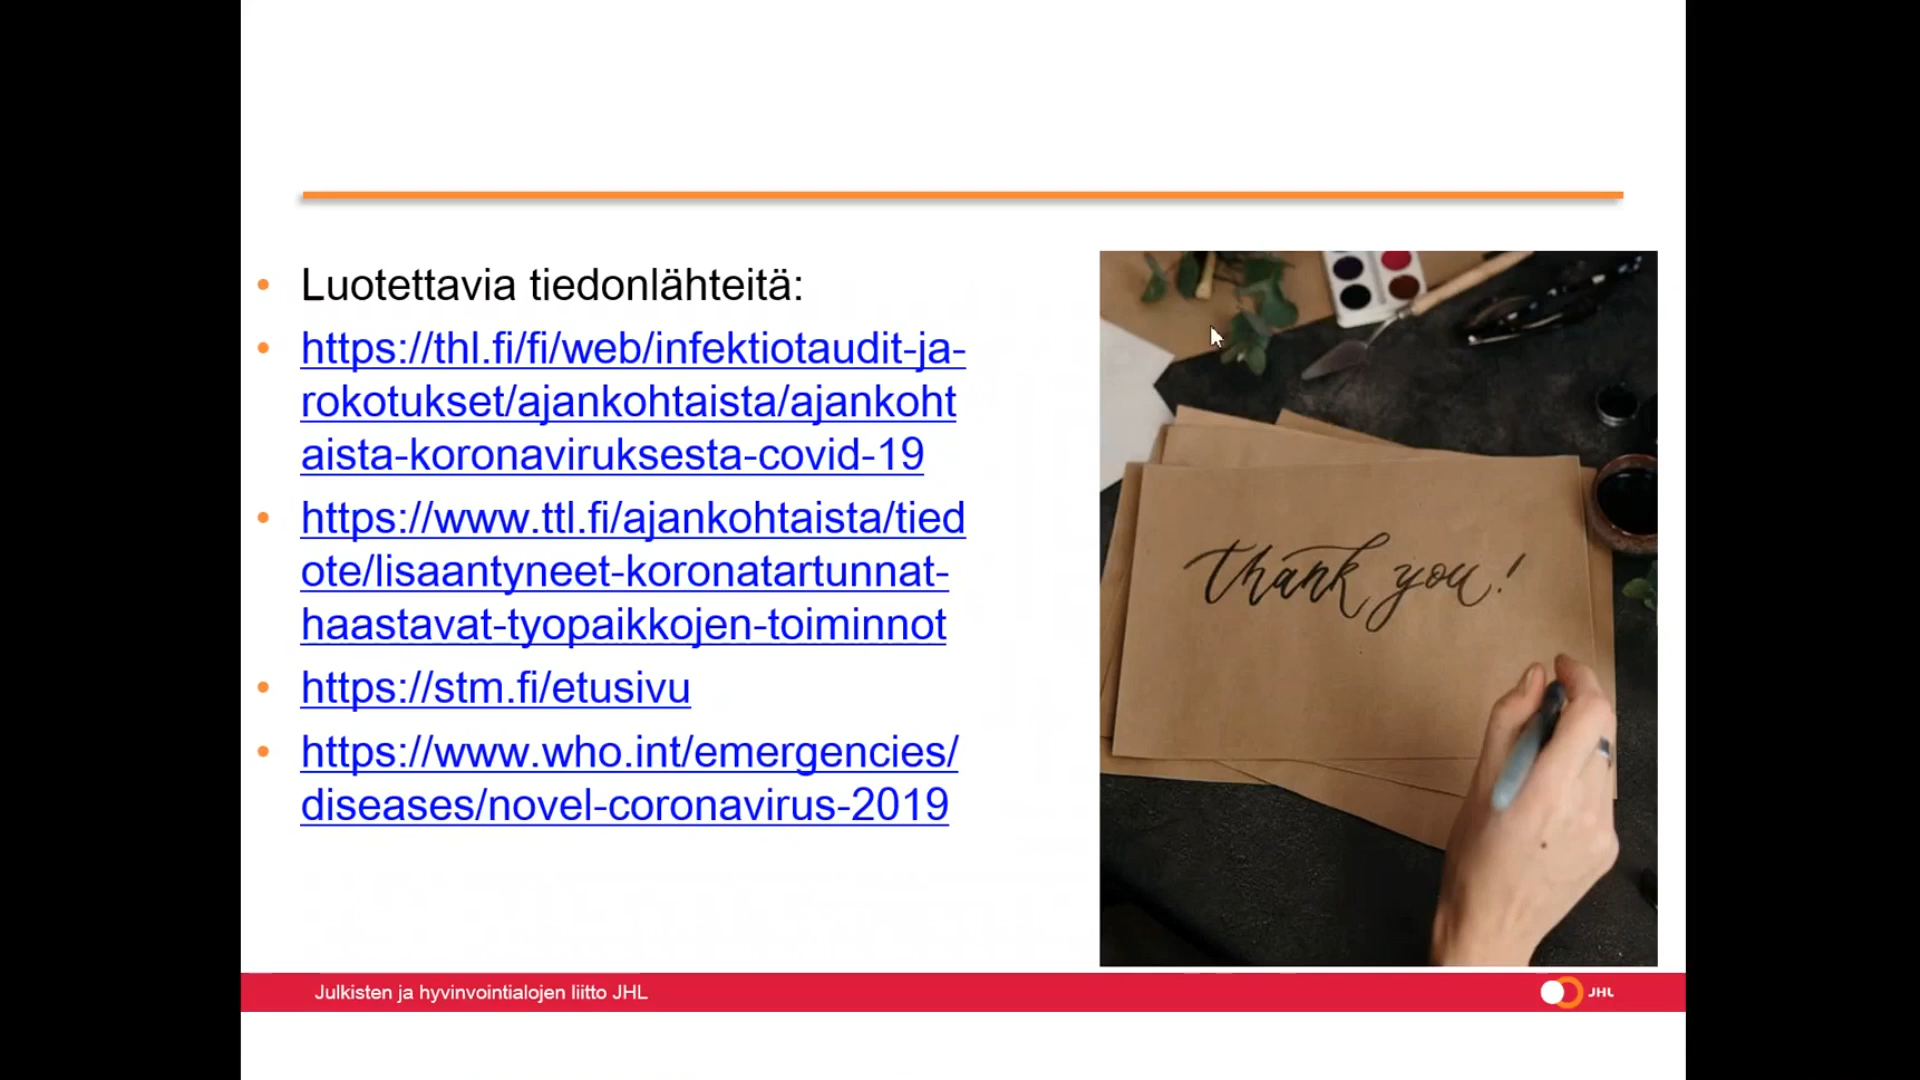 Luotettavia tiedonlähteitä:
https://thl.fi/fi/web/infektiotaudit-ja-
rokotukset/ajankohtaista/ajankoht
aista-koronaviruksesta-covid-19
https://www.ttl.fi/ajankohtaista/tied
ote/lisaantyneet-koronatartunnat-
haastavat-tyopaikkojen-toiminnot
https://stm.fi/etusivu
https://www.who.int/emergencies/
diseases/novel-coronavirus-2019
thank you!
Julkisten ja hyvinvointialojen liitto JHL
JHL